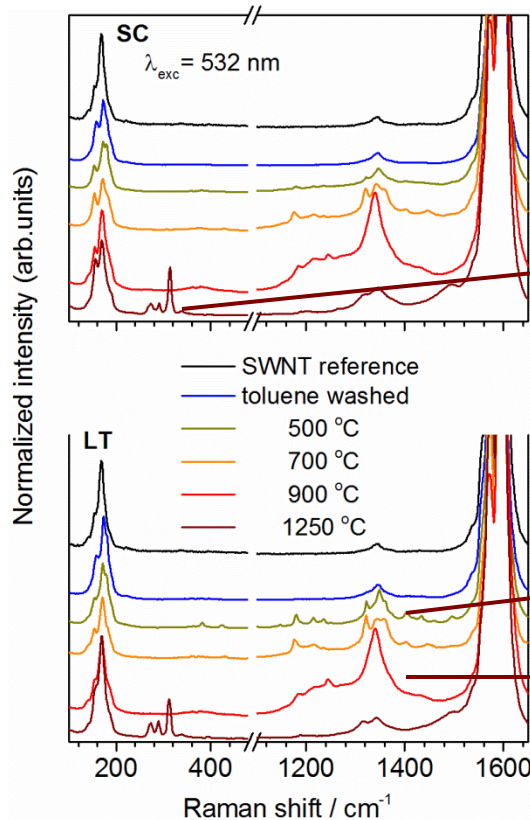 SC
λexc = 532 nm
Normalized intensity (arb.units)
SWNT reference
toluene washed
500 °C
700 °C
900 °C
1250 °C
LT
200 400 1200 1400 1600
Raman shift / cm-1